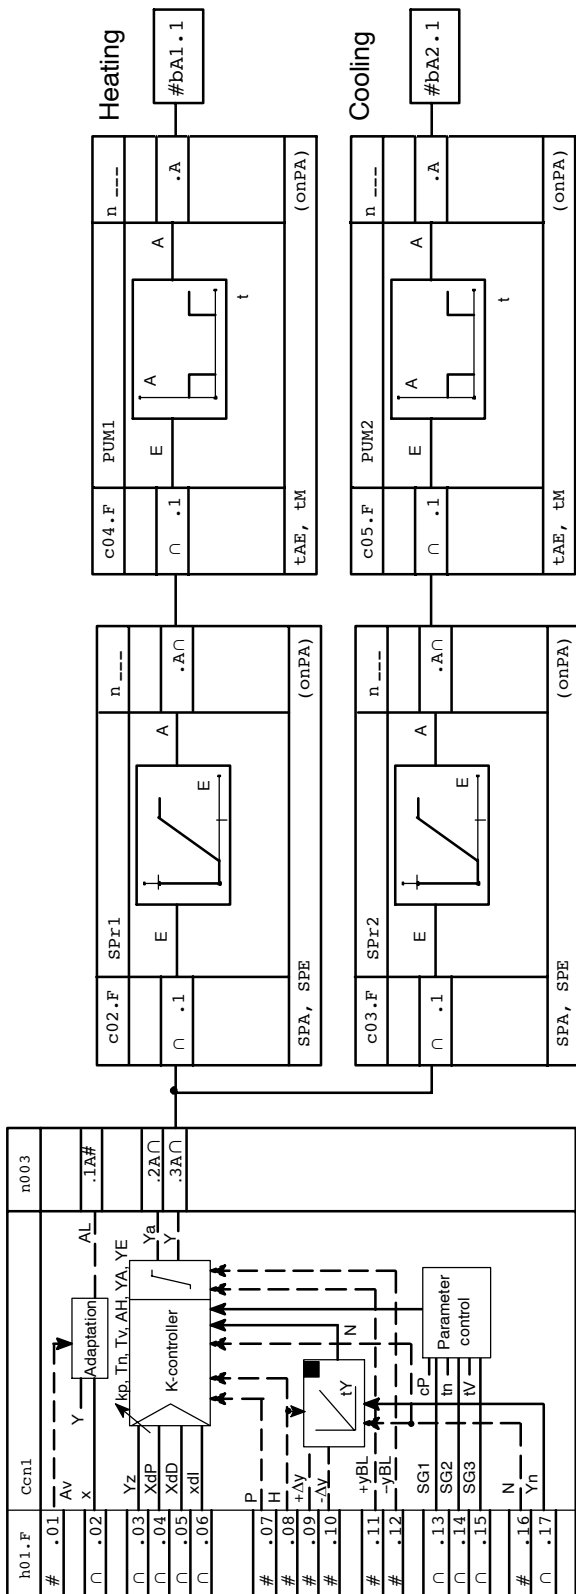 h01.F Ccn1 n003
# .01 Av
∩ .02 x
Y
Adaptation
AL .1A#
kp, Tn, Tv, AH, YA, YE
∩ .03 Yz
∩ .04 XdP
∩ .05 XdD
∩ .06 xdI
K-controller
Ya .2A∩
Y .3A∩
# .07 P
# .08 H
# .09 +Δy
# .10 -Δy
tY
N
# .11 +yBL
# .12 –yBL
∩ .13 SG1 cP
∩ .14 SG2 tn
∩ .15 SG3 tV
Parameter
control
# .16 N
∩ .17 Yn
c02.F SPr1 n ---
∩ .1 E
E
A .A∩
SPA, SPE (onPA)
c03.F SPr2 n ---
∩ .1 E
E
A .A∩
SPA, SPE (onPA)
Heating
c04.F PUM1 n ---
∩ .1 E
A
t
A .A
#bA1.1
tAE, tM (onPA)
Cooling
c05.F PUM2 n ---
∩ .1 E
A
t
A .A
#bA2.1
tAE, tM (onPA)